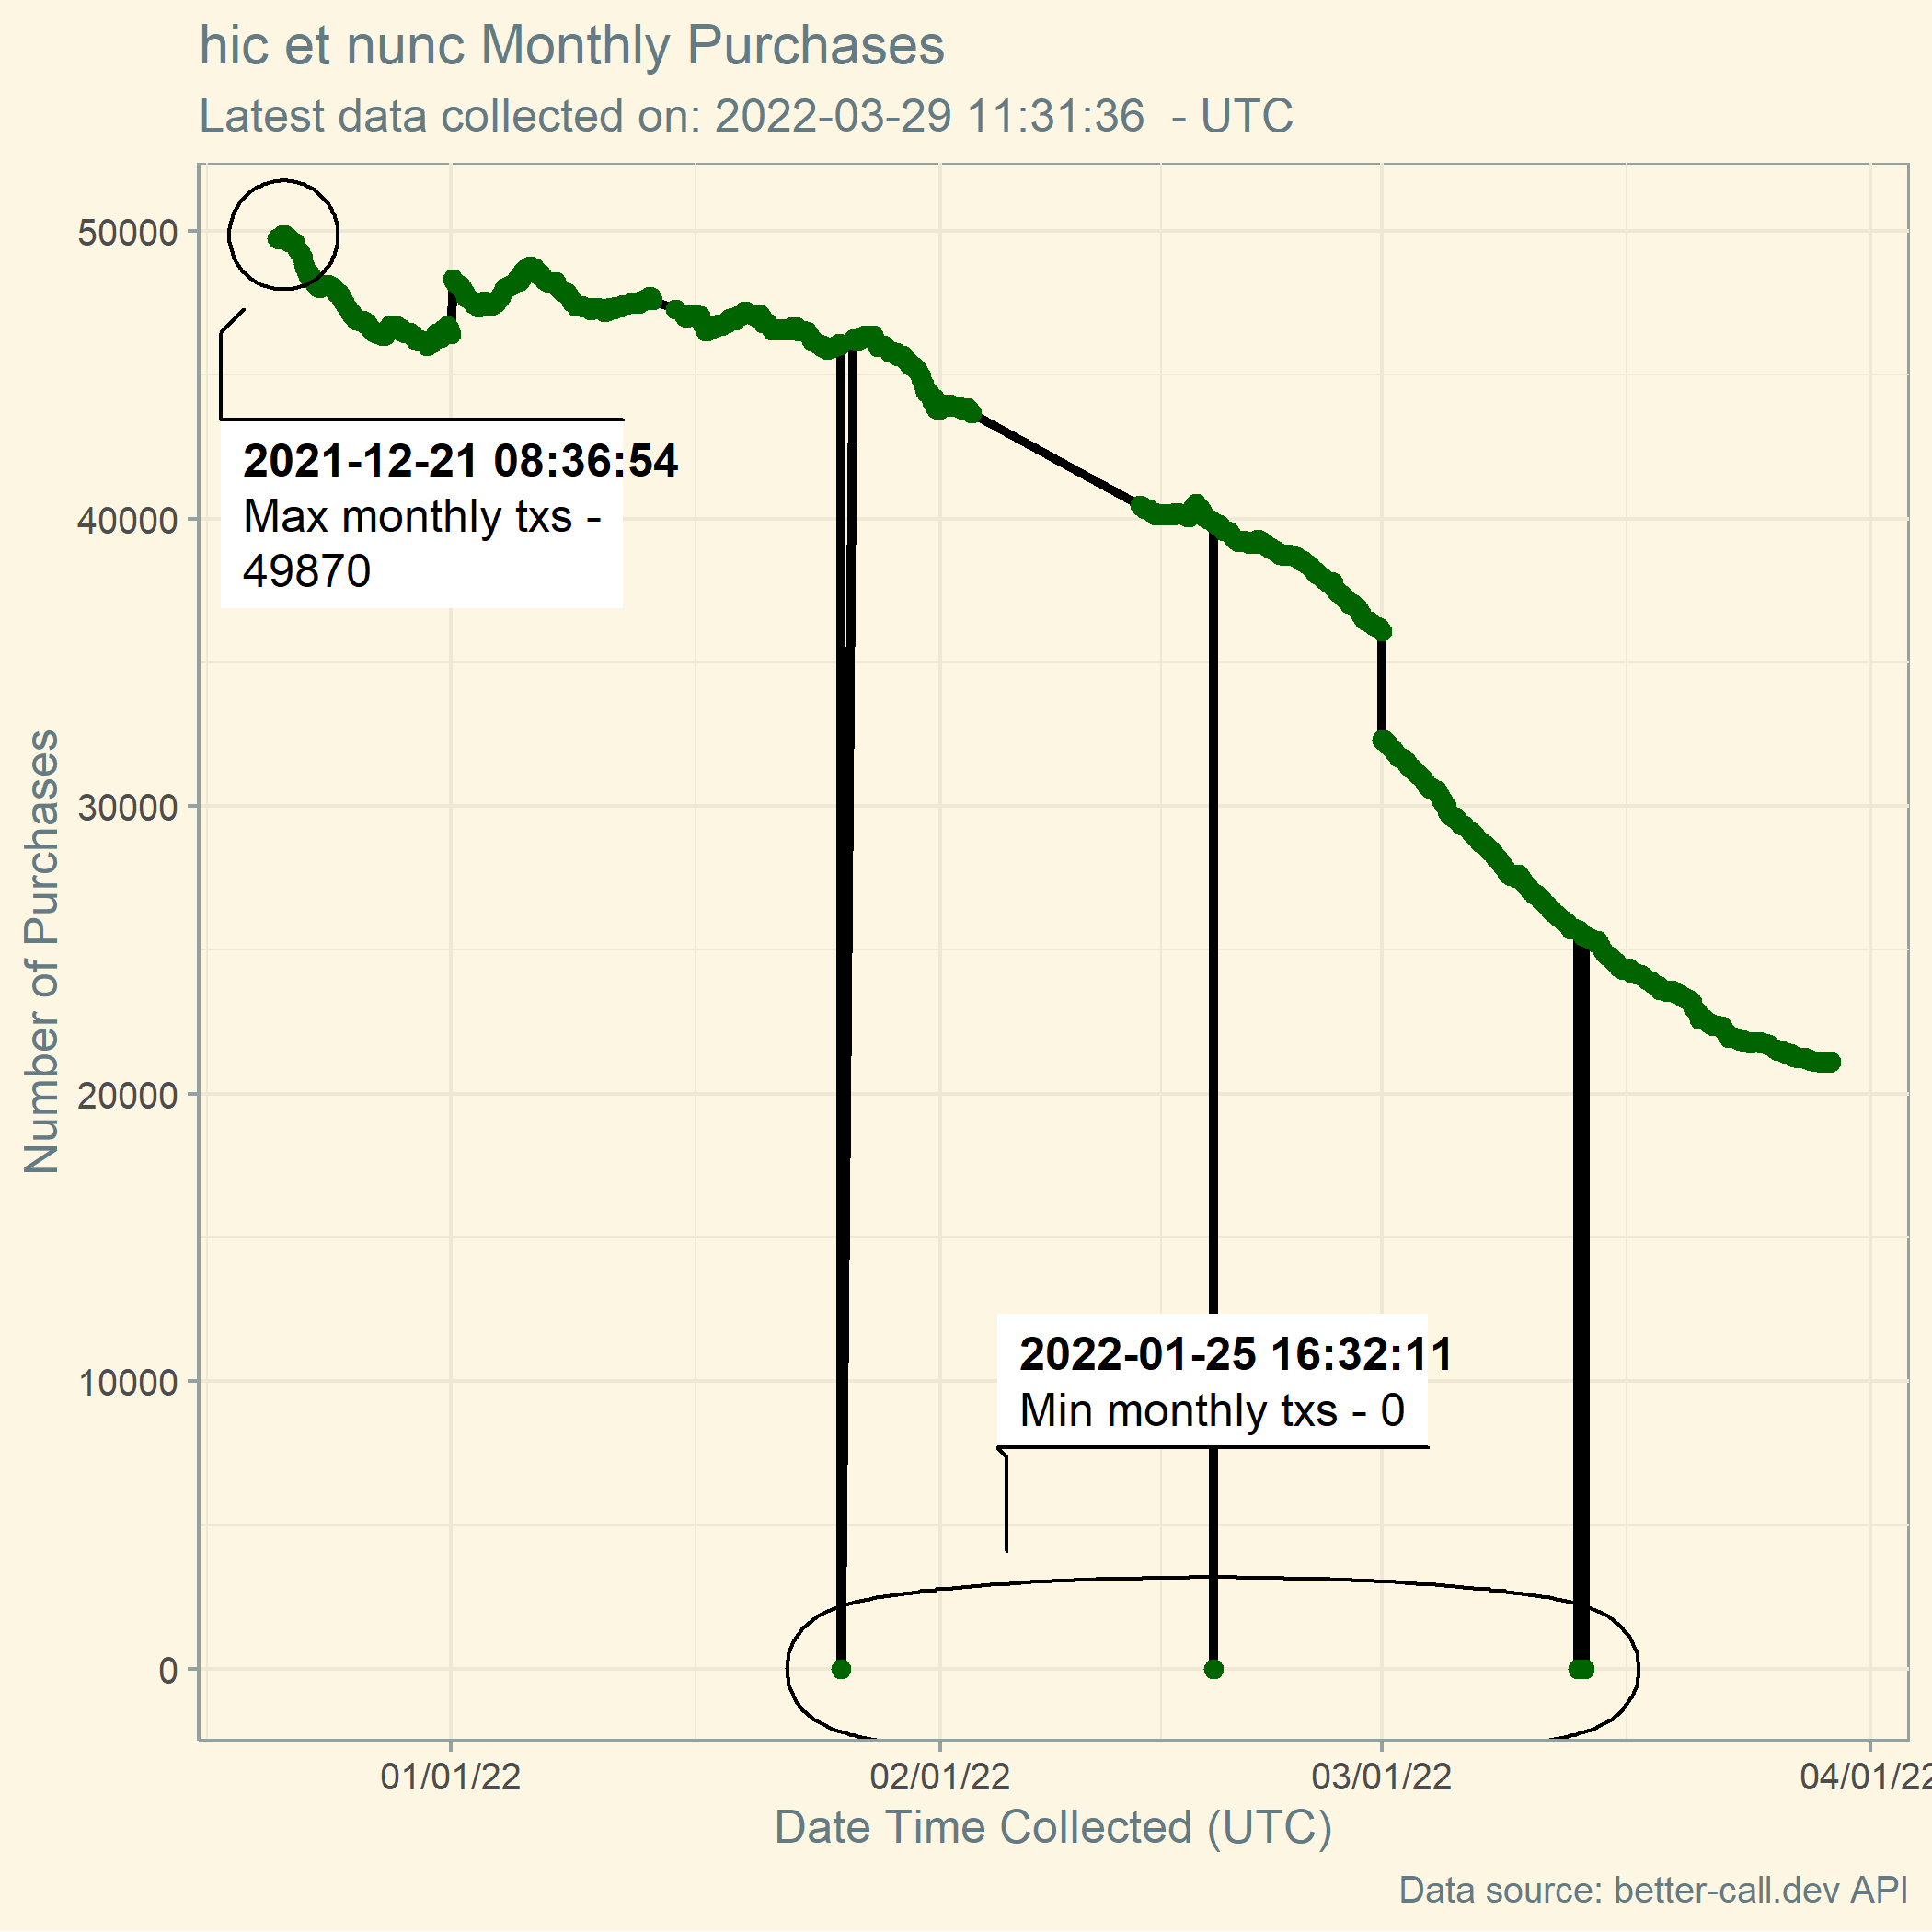 hic et nunc Monthly Purchases
Latest data collected on: 2022-03-29 11:31:36  - UTC
50000
40000
30000
20000
10000
0
Number of Purchases
2021-12-21 08:36:54
Max monthly txs -
49870
2022-01-25 16:32:11
Min monthly txs - 0
01/01/22 02/01/22 03/01/22 04/01/22
Date Time Collected (UTC)
Data source: better-call.dev API